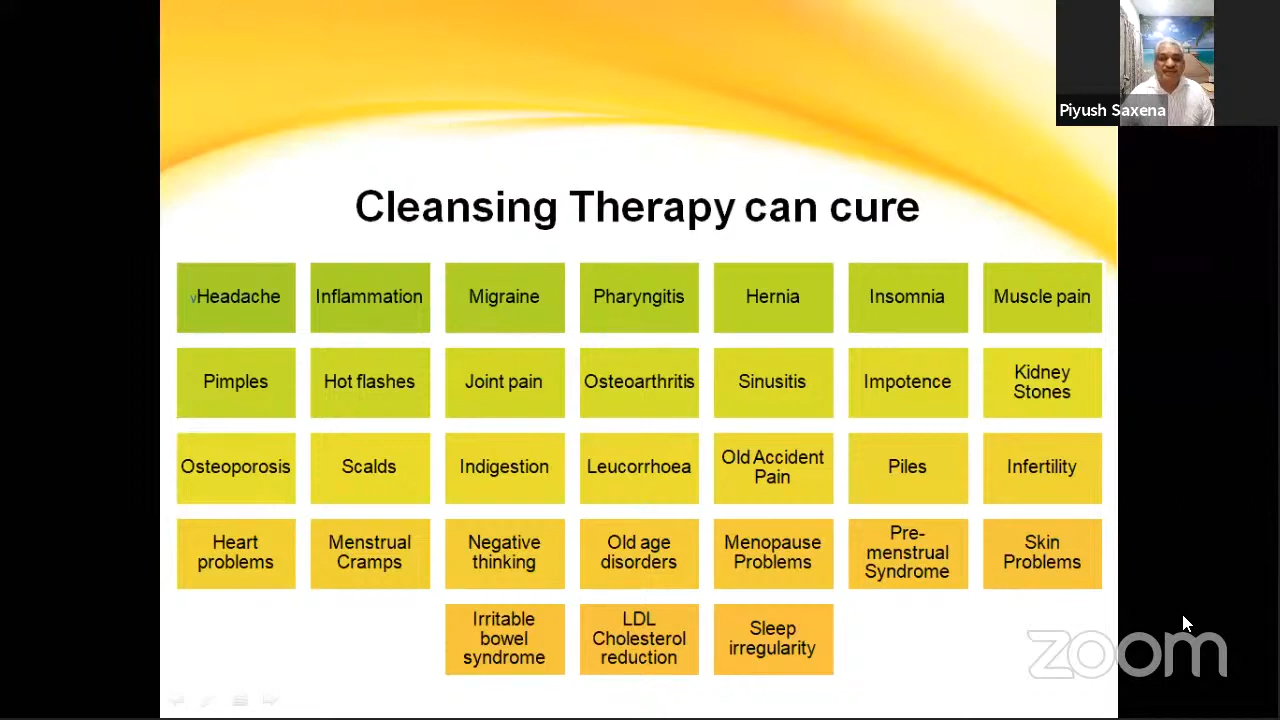 Piyush Saxena
Cleansing Therapy can cure
vHeadache
Inflammation
Migraine
Pharyngitis
Hernia
Insomnia
Muscle pain
Pimples
Hot flashes
Joint pain
Osteoarthritis
Sinusitis
Impotence
Kidney
Stones
Osteoporosis
Scalds
Indigestion
Leucorrhoea
Old Accident
Pain
Piles
Infertility
Heart
problems
Menstrual
Cramps
Negative
thinking
Old age
disorders
Menopause
Problems
Pre-
menstrual
Syndrome
Skin
Problems
Irritable
bowel
syndrome
LDL
Cholesterol
reduction
Sleep
irregularity
zoom